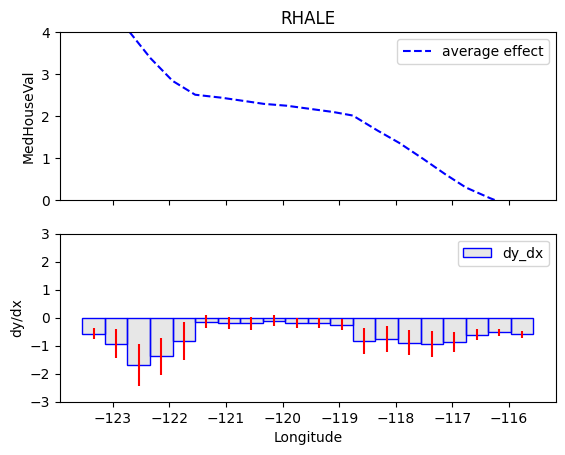 RHALE
4
3
2
1
0
MedHouseVal
average effect
3
2
1
0
−1
−2
−3
dy/dx
dy_dx
−123 −122 −121 −120 −119 −118 −117 −116
Longitude